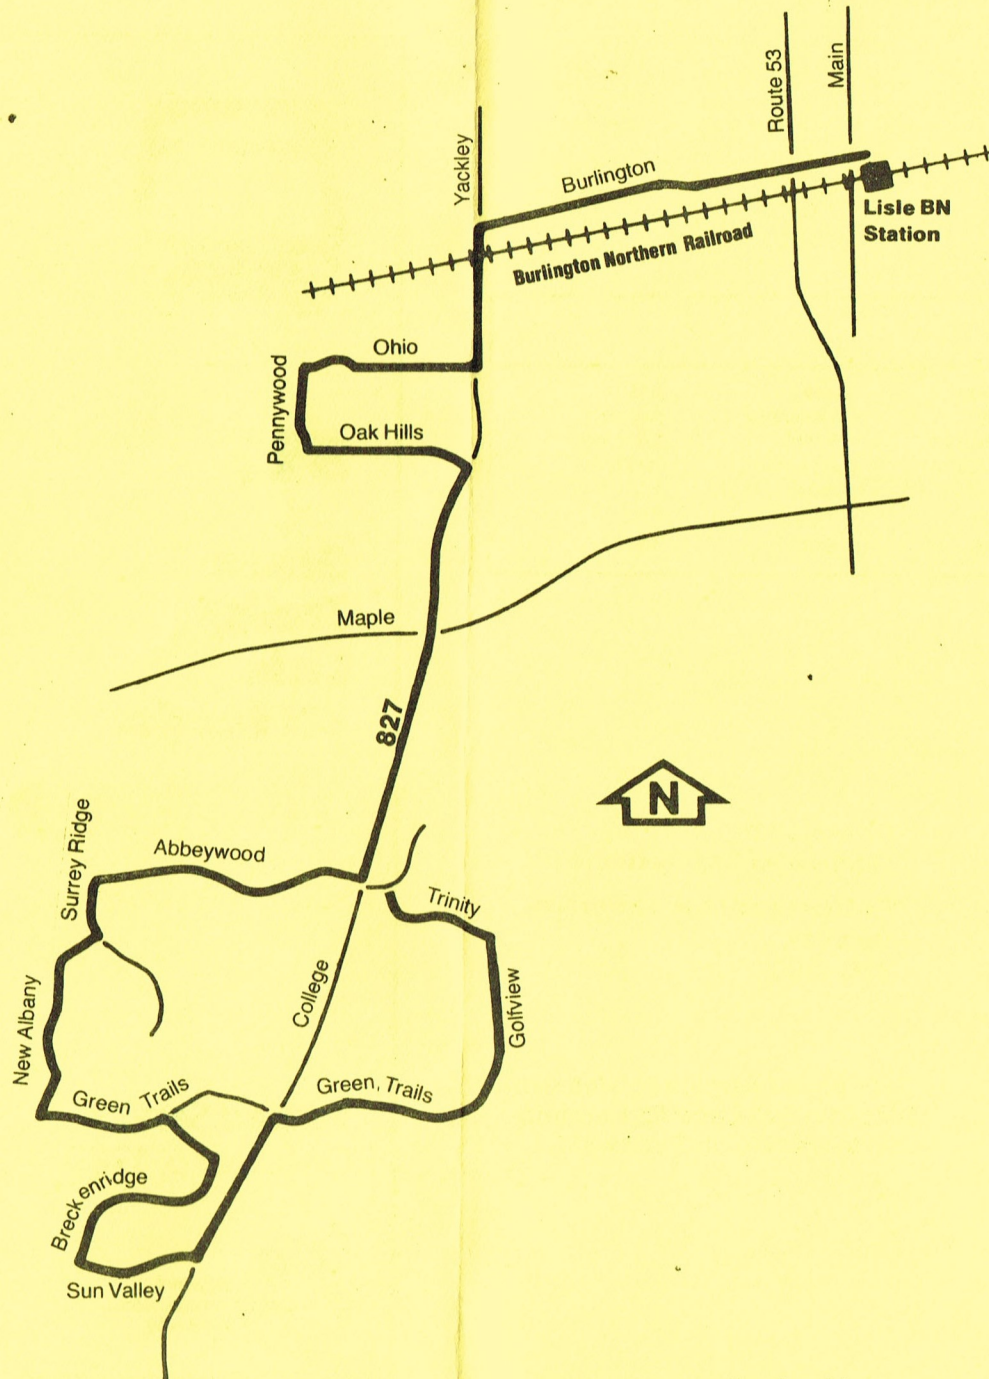 Route 53
Main
Yackley
Burlington
Lisle BN
Station
Burlington Northern Railroad
Ohio
Pennywood
Oak Hills
Maple
827
N
Surrey Ridge
Abbeywood
Trinity
College
Golfview
New Albany
Green Trails
Green Trails
Breckenridge
Sun Valley